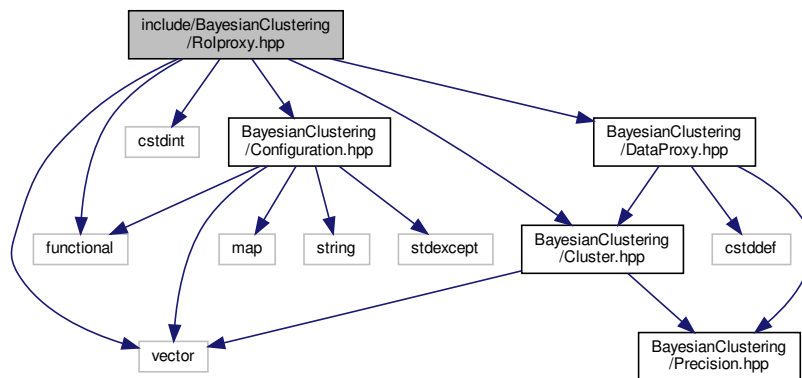 include/BayesianClustering
/RoIproxy.hpp
cstdint
BayesianClustering
/Configuration.hpp
BayesianClustering
/DataProxy.hpp
functional
map
string
stdexcept
BayesianClustering
/Cluster.hpp
cstddef
vector
BayesianClustering
/Precision.hpp